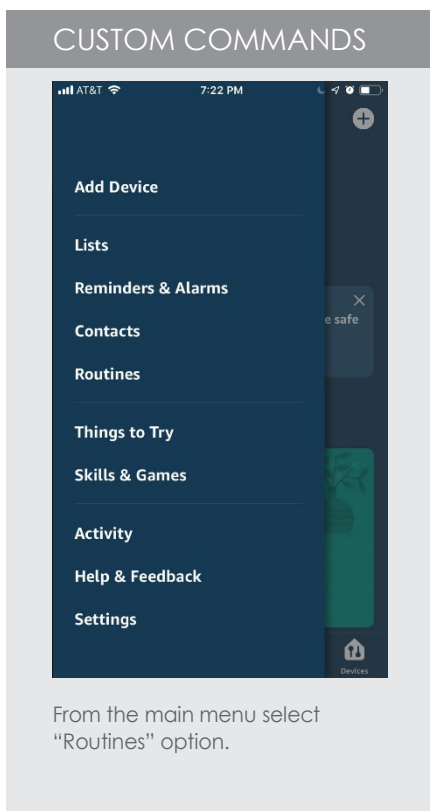 CUSTOM COMMANDS
AT&T 7:22 PM
Add Device
Lists
Reminders & Alarms
e safe
Contacts
Routines
Things to Try
Skills & Games
Activity
Help & Feedback
Settings
Devices
From the main menu select
“Routines” option.